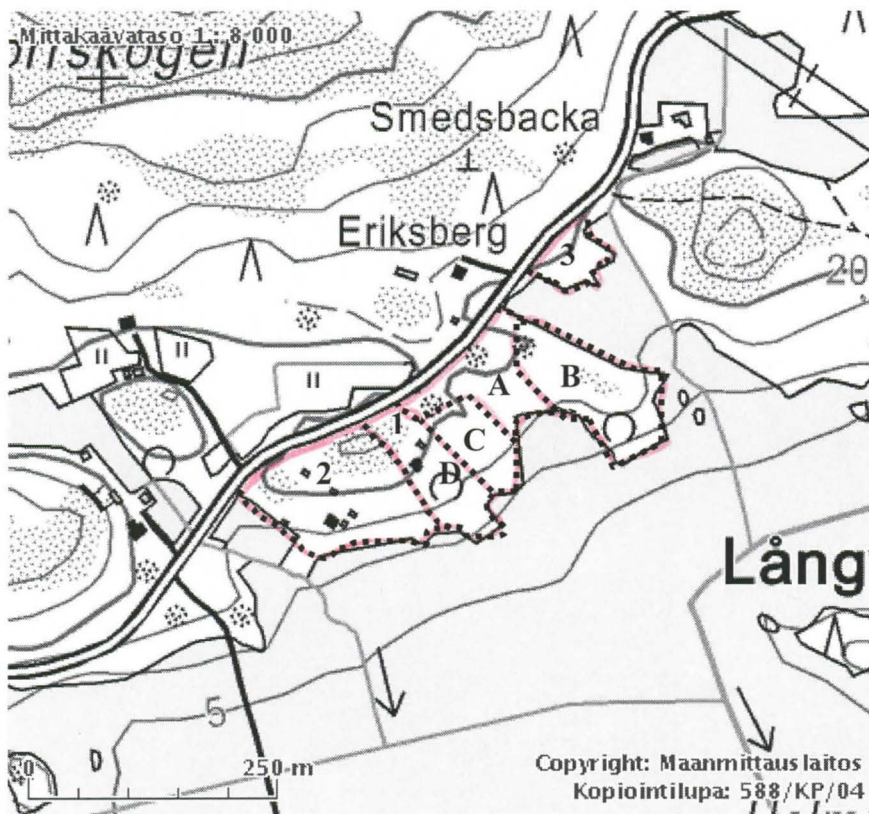 Mittakaavataso 1 : 8 000
Smedsbacka
Eriksberg
3
20
A
B
1
C
2
D
Lång
5
0
250 m
Copyright: Maanmittauslaitos
Kopiointilupa: 588/KP/04